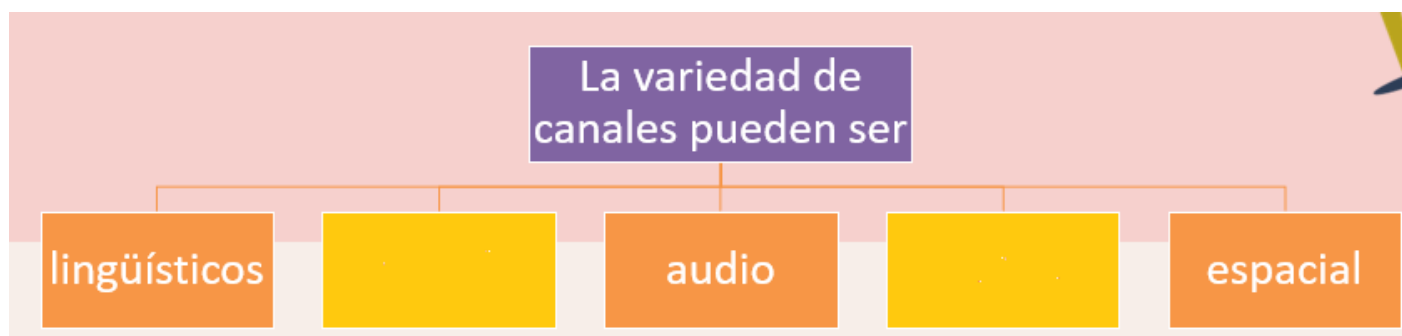 La variedad de
canales pueden ser
lingüísticos
audio
espacial